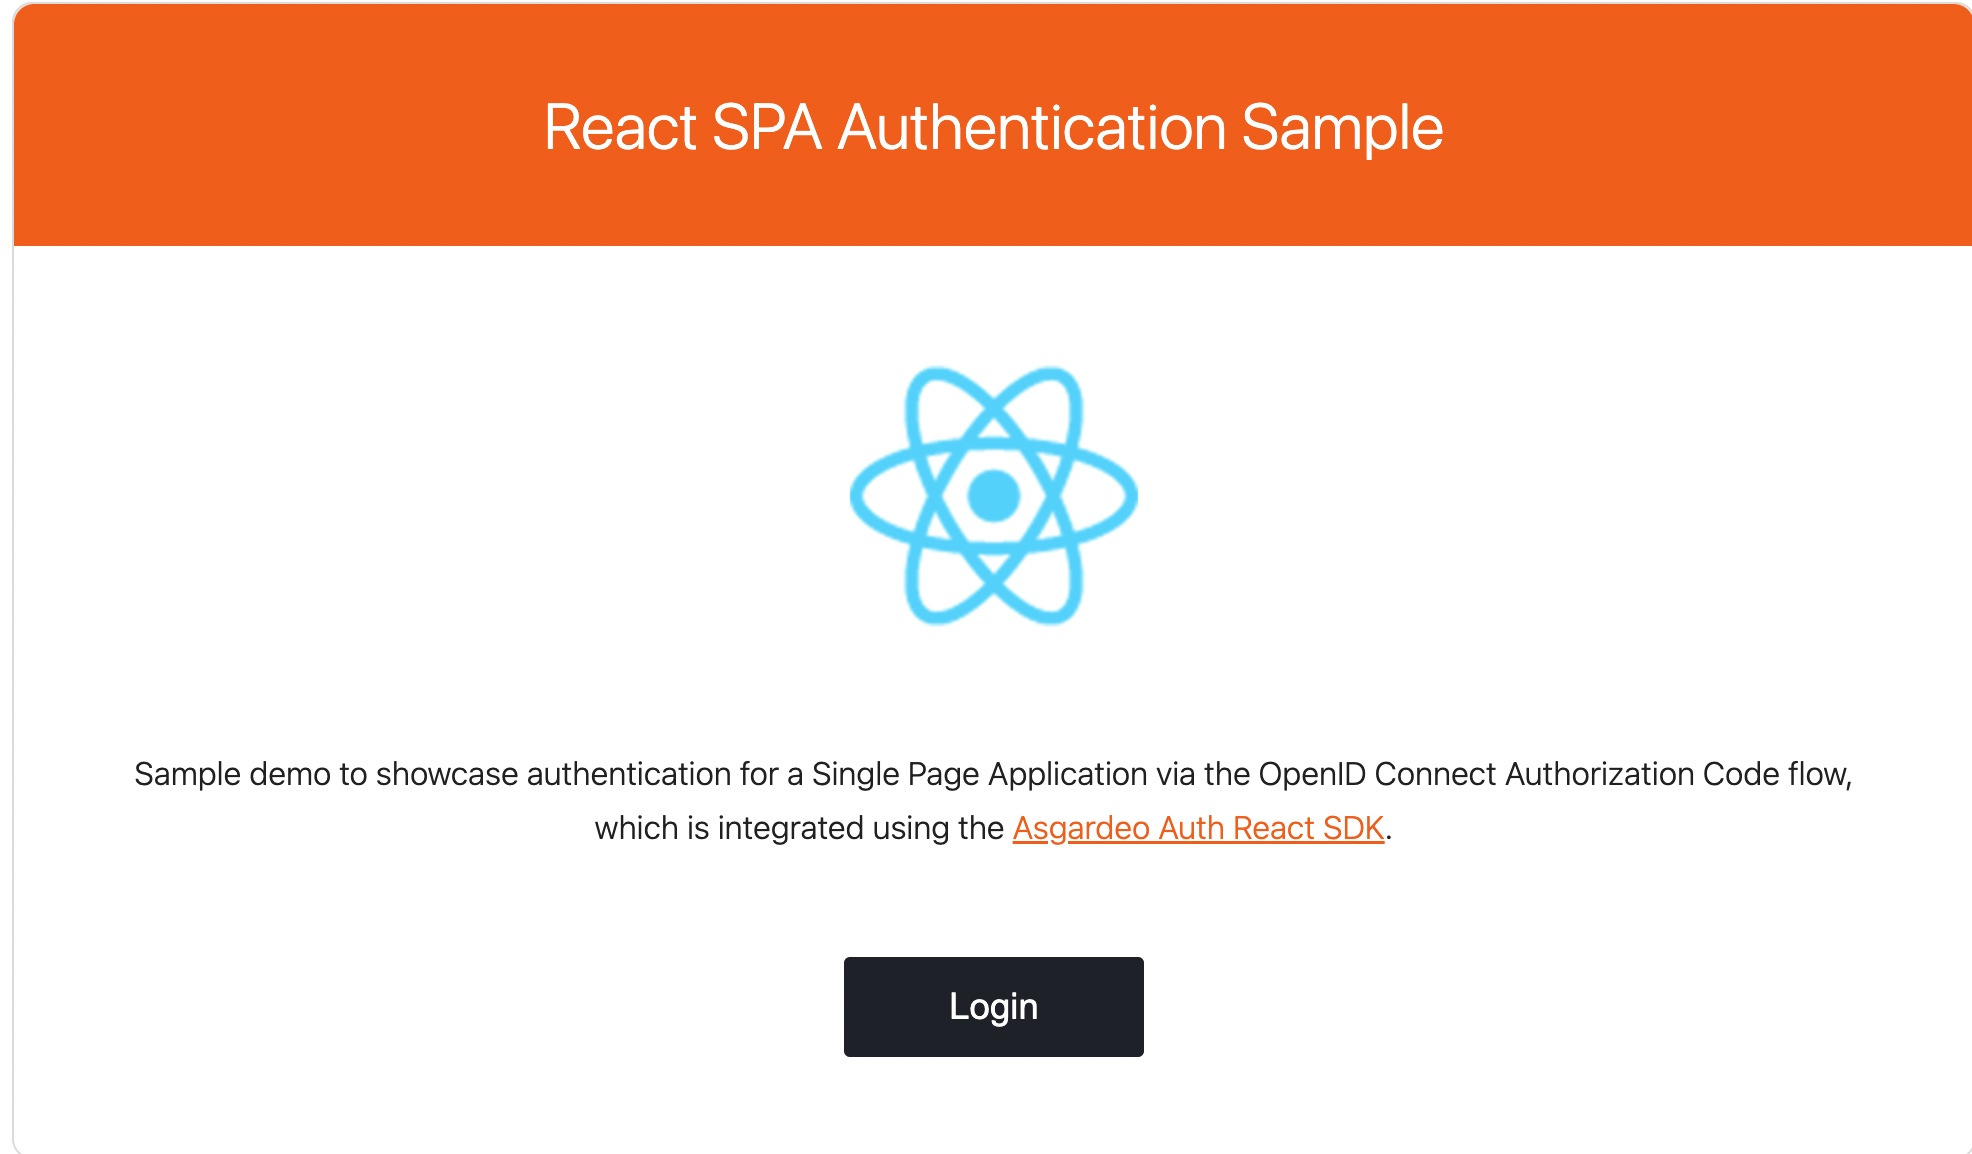 React SPA Authentication Sample
Sample demo to showcase authentication for a Single Page Application via the OpenID Connect Authorization Code flow,
which is integrated using the Asgardeo Auth React SDK.
Login